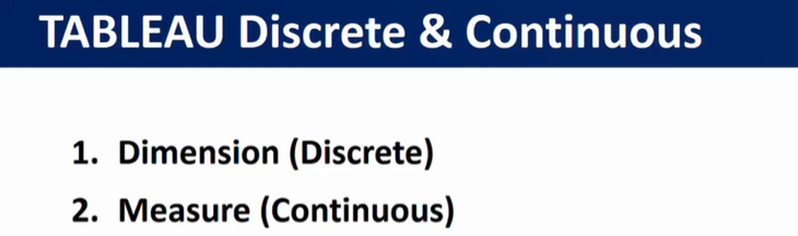 TABLEAU Discrete & Continuous
1. Dimension (Discrete)
2. Measure (Continuous)